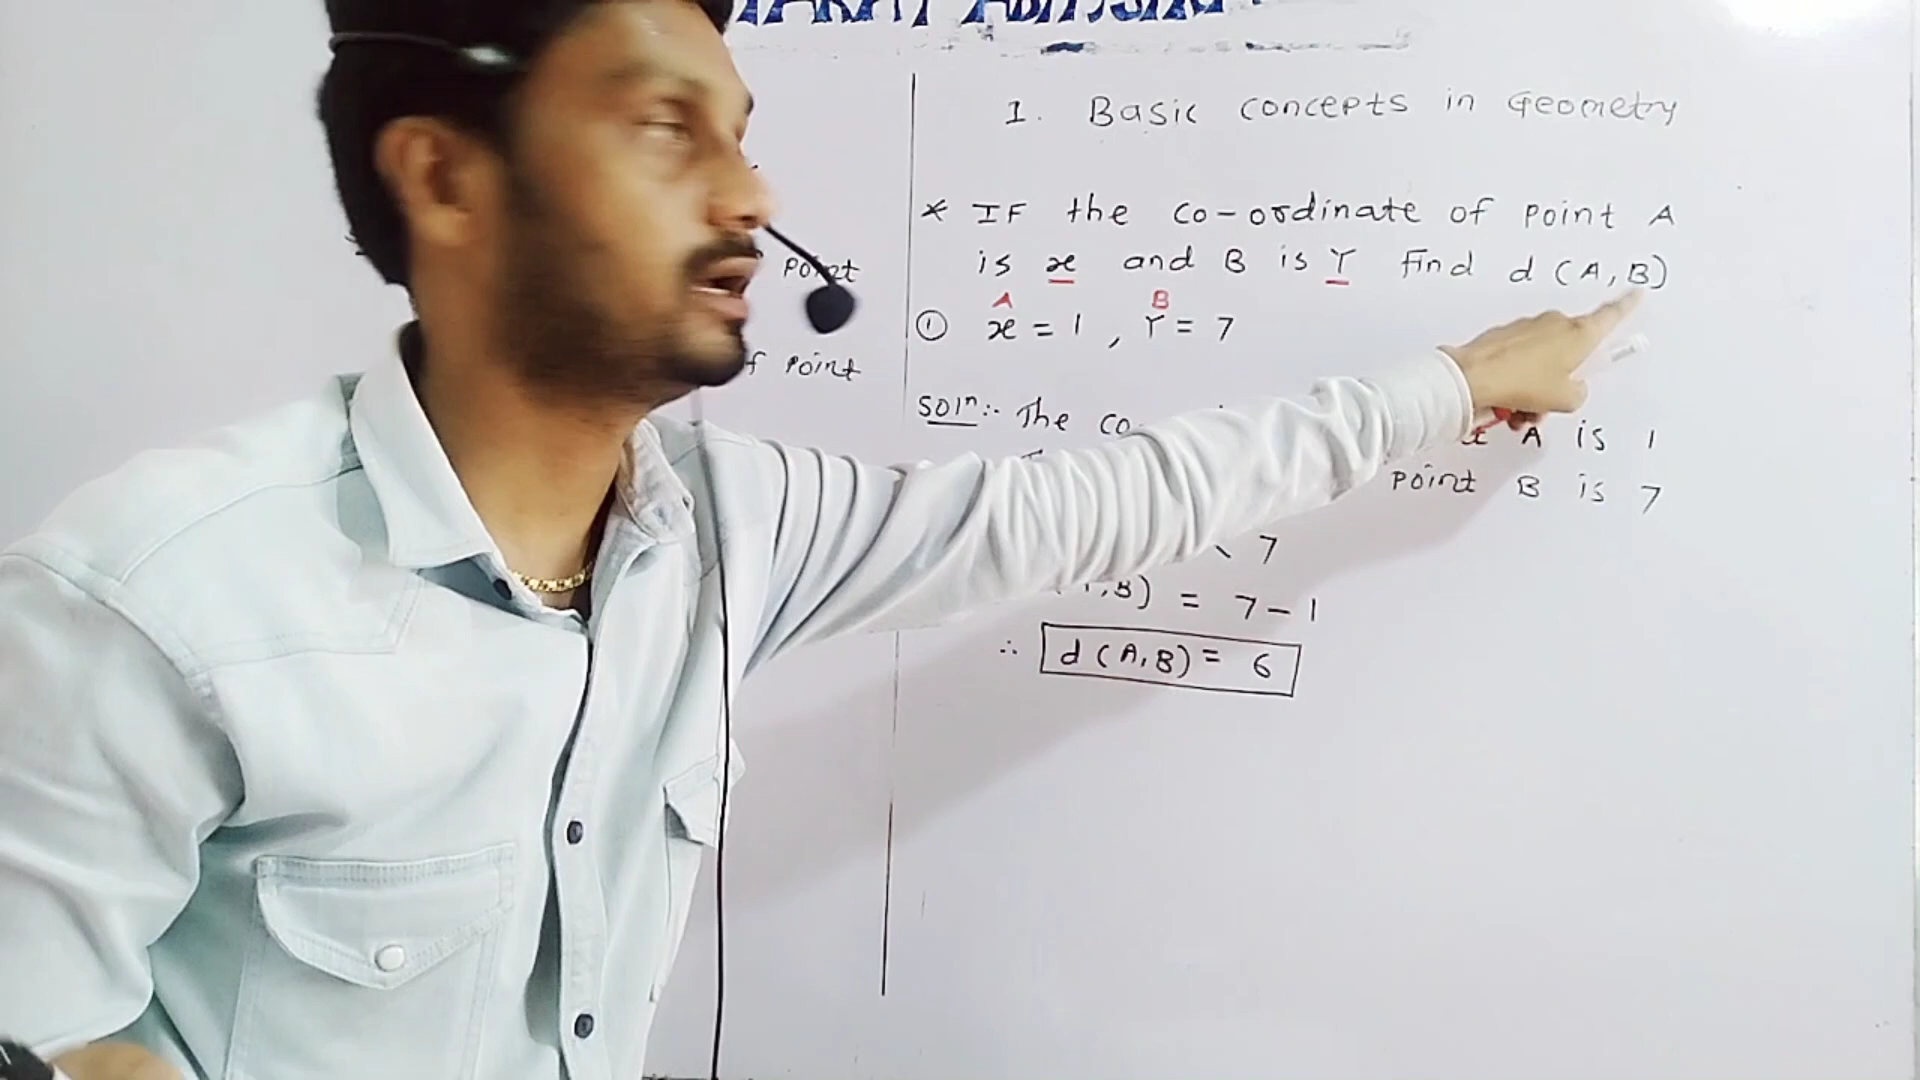 1. Basic concepts in Geometry
* IF the co-ordinate of point A
is x and B is Y find d (A,B)
A B
① x = 1 , Y = 7
point
of point
Soln:- The co- A is 1
point B is 7
7
,B) = 7 - 1
∴ d (A,B) = 6